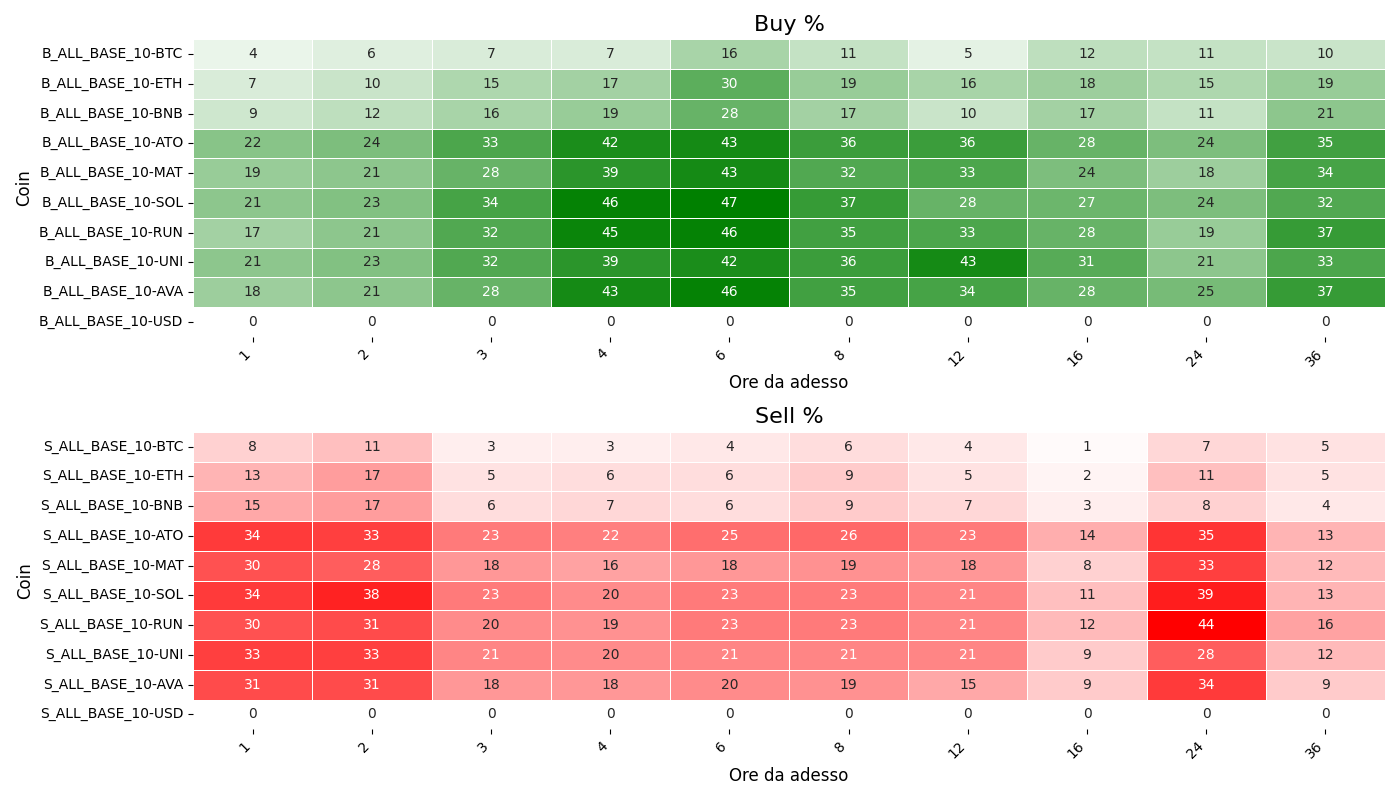 Buy %
Coin
B_ALL_BASE_10-BTC 4 6 7 7 16 11 5 12 11 10
B_ALL_BASE_10-ETH 7 10 15 17 30 19 16 18 15 19
B_ALL_BASE_10-BNB 9 12 16 19 28 17 10 17 11 21
B_ALL_BASE_10-ATO 22 24 33 42 43 36 36 28 24 35
B_ALL_BASE_10-MAT 19 21 28 39 43 32 33 24 18 34
B_ALL_BASE_10-SOL 21 23 34 46 47 37 28 27 24 32
B_ALL_BASE_10-RUN 17 21 32 45 46 35 33 28 19 37
B_ALL_BASE_10-UNI 21 23 32 39 42 36 43 31 21 33
B_ALL_BASE_10-AVA 18 21 28 43 46 35 34 28 25 37
B_ALL_BASE_10-USD 0 0 0 0 0 0 0 0 0 0
1 2 3 4 6 8 12 16 24 36
Ore da adesso
Sell %
Coin
S_ALL_BASE_10-BTC 8 11 3 3 4 6 4 1 7 5
S_ALL_BASE_10-ETH 13 17 5 6 6 9 5 2 11 5
S_ALL_BASE_10-BNB 15 17 6 7 6 9 7 3 8 4
S_ALL_BASE_10-ATO 34 33 23 22 25 26 23 14 35 13
S_ALL_BASE_10-MAT 30 28 18 16 18 19 18 8 33 12
S_ALL_BASE_10-SOL 34 38 23 20 23 23 21 11 39 13
S_ALL_BASE_10-RUN 30 31 20 19 23 23 21 12 44 16
S_ALL_BASE_10-UNI 33 33 21 20 21 21 21 9 28 12
S_ALL_BASE_10-AVA 31 31 18 18 20 19 15 9 34 9
S_ALL_BASE_10-USD 0 0 0 0 0 0 0 0 0 0
1 2 3 4 6 8 12 16 24 36
Ore da adesso